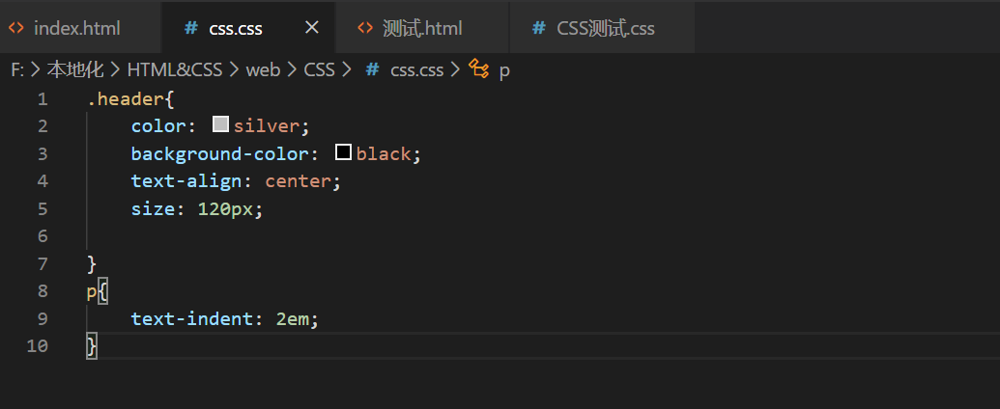 index.html css.css 测试.html CSS测试.css
F: > 本地化 > HTML&CSS > web > CSS > # css.css > p
1 .header{
2 color: silver;
3 background-color: black;
4 text-align: center;
5 size: 120px;
6
7 }
8 p{
9 text-indent: 2em;
10 }